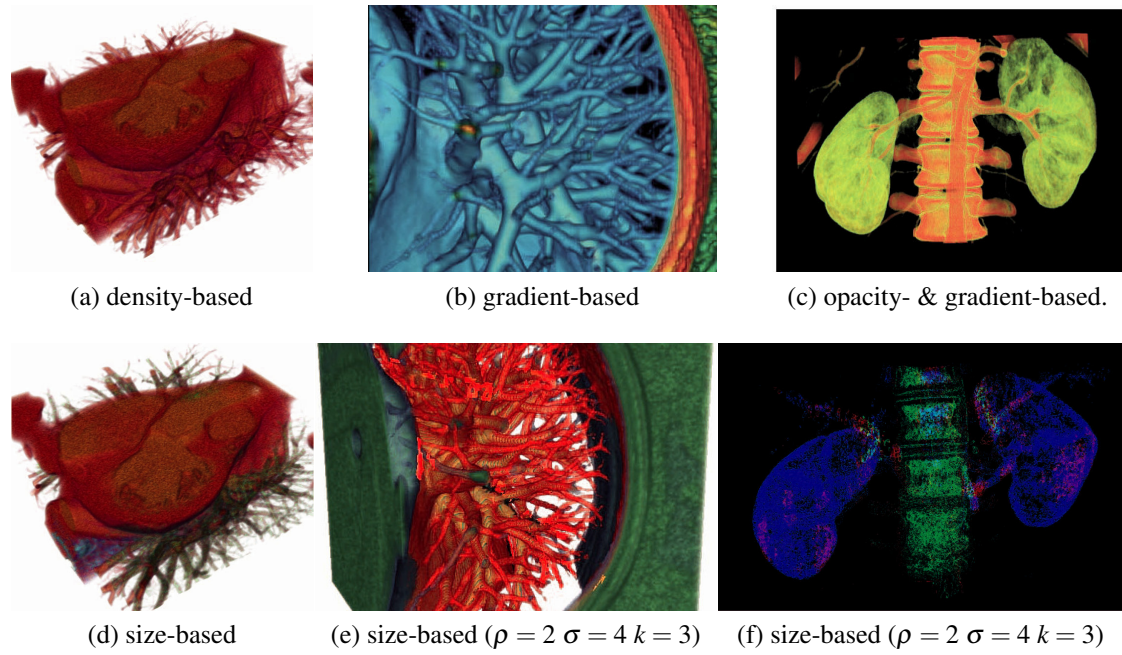 (a) density-based
(b) gradient-based
(c) opacity- & gradient-based.
(d) size-based
(e) size-based (ρ = 2 σ = 4 k = 3)
(f) size-based (ρ = 2 σ = 4 k = 3)